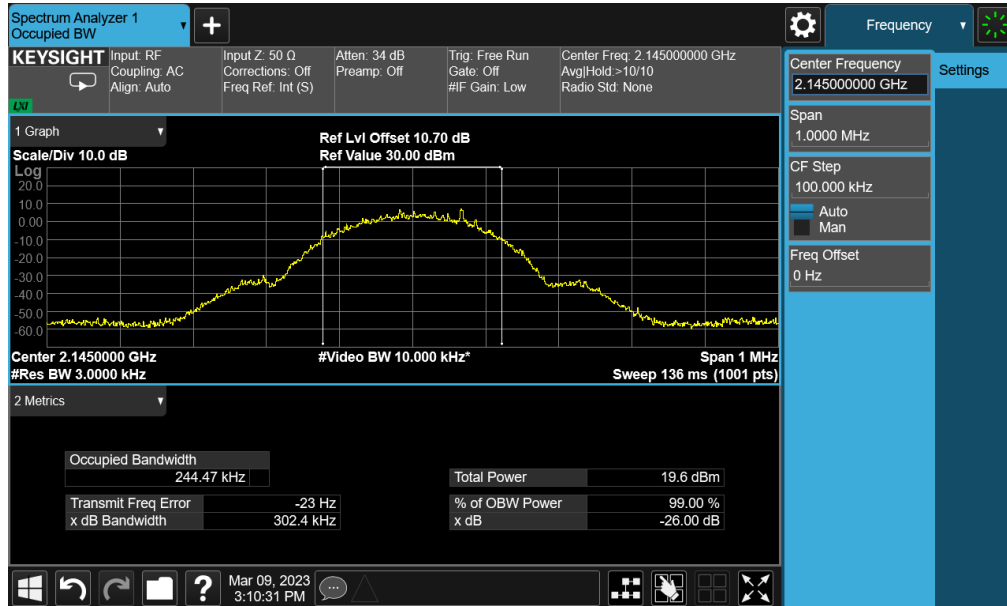 Spectrum Analyzer 1
Occupied BW
+
Frequency
KEYSIGHT
LXI
Input: RF
Coupling: AC
Align: Auto
Input Z: 50 Ω
Corrections: Off
Freq Ref: Int (S)
Atten: 34 dB
Preamp: Off
Trig: Free Run
Gate: Off
#IF Gain: Low
Center Freq: 2.145000000 GHz
Avg|Hold:>10/10
Radio Std: None
Center Frequency
2.145000000 GHz
Settings
Span
1.0000 MHz
CF Step
100.000 kHz
Auto
Man
Freq Offset
0 Hz
1 Graph
Scale/Div 10.0 dB
Ref Lvl Offset 10.70 dB
Ref Value 30.00 dBm
Log
20.0
10.0
0.00
-10.0
-20.0
-30.0
-40.0
-50.0
-60.0
Center 2.1450000 GHz
#Res BW 3.0000 kHz
#Video BW 10.000 kHz*
Span 1 MHz
Sweep 136 ms (1001 pts)
2 Metrics
Occupied Bandwidth
244.47 kHz
Total Power 19.6 dBm
Transmit Freq Error -23 Hz
% of OBW Power 99.00 %
x dB Bandwidth 302.4 kHz
x dB -26.00 dB
?
Mar 09, 2023
3:10:31 PM